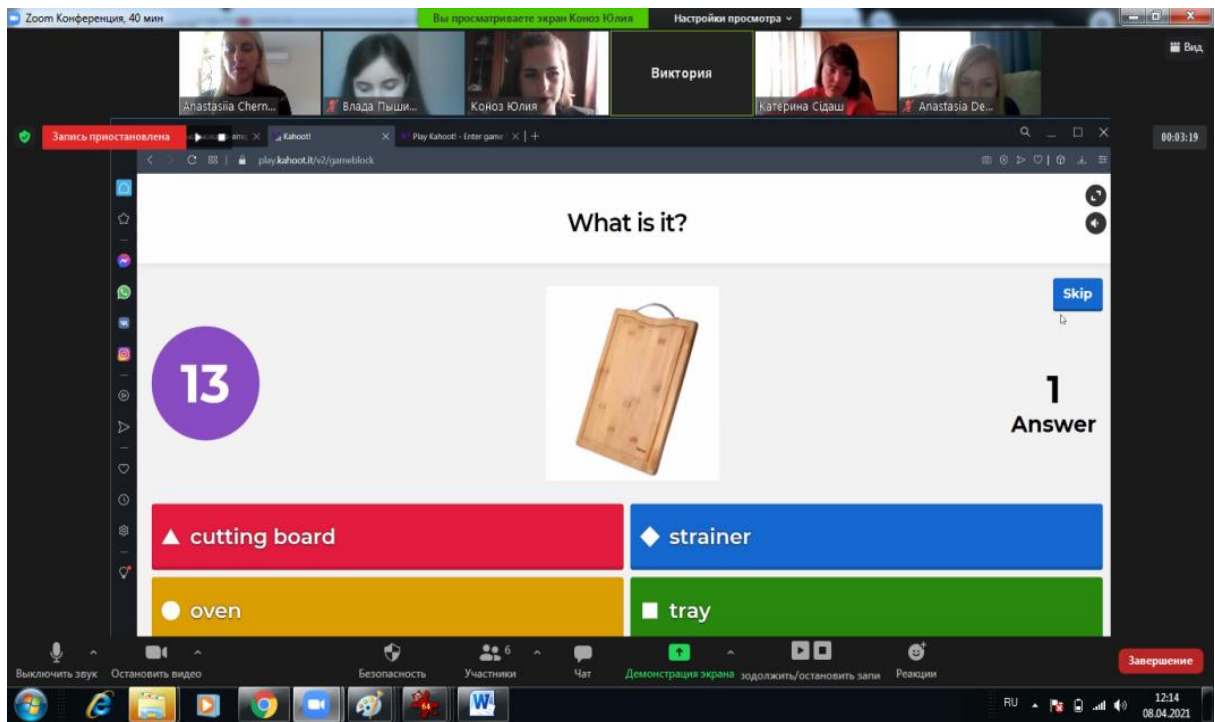 Zoom Конференция, 40 мин
Вы просматриваете экран Коноз Юлия
Настройки просмотра
Вид
Anastasiia Chern...
Влада Пыши...
Коноз Юлия
Виктория
Катерина Сідаш
Anastasia De...
Запись приостановлена
Kahoot!
Play Kahoot! - Enter game
00:03:19
play.kahoot.it/v2/gameblock
What is it?
Skip
13
1
Answer
cutting board
strainer
oven
tray
6
Выключить звук
Остановить видео
Безопасность
Участники
Чат
Демонстрация экрана
зодолжить/остановить запи
Реакции
Завершение
RU
12:14
08.04.2021